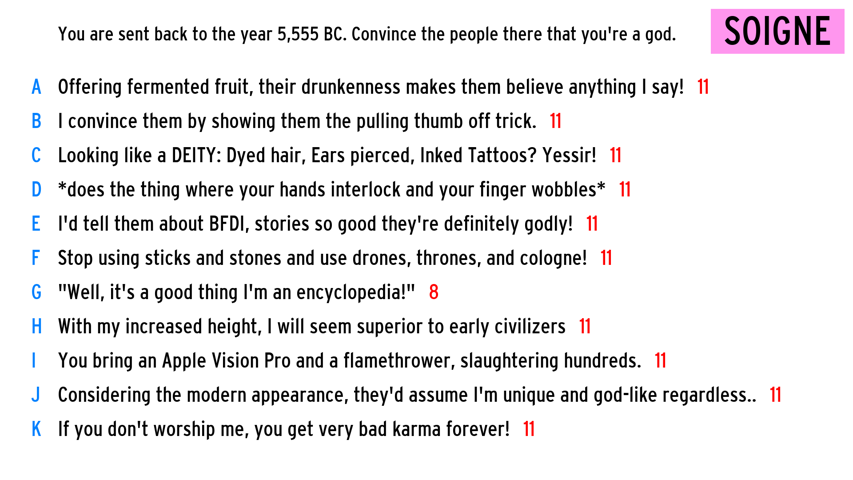 You are sent back to the year 5,555 BC. Convince the people there that you're a god.
SOIGNE
A Offering fermented fruit, their drunkenness makes them believe anything I say! 11
B I convince them by showing them the pulling thumb off trick. 11
C Looking like a DEITY: Dyed hair, Ears pierced, Inked Tattoos? Yessir! 11
D *does the thing where your hands interlock and your finger wobbles* 11
E I'd tell them about BFDI, stories so good they're definitely godly! 11
F Stop using sticks and stones and use drones, thrones, and cologne! 11
G "Well, it's a good thing I'm an encyclopedia!" 8
H With my increased height, I will seem superior to early civilizers 11
I You bring an Apple Vision Pro and a flamethrower, slaughtering hundreds. 11
J Considering the modern appearance, they'd assume I'm unique and god-like regardless.. 11
K If you don't worship me, you get very bad karma forever! 11